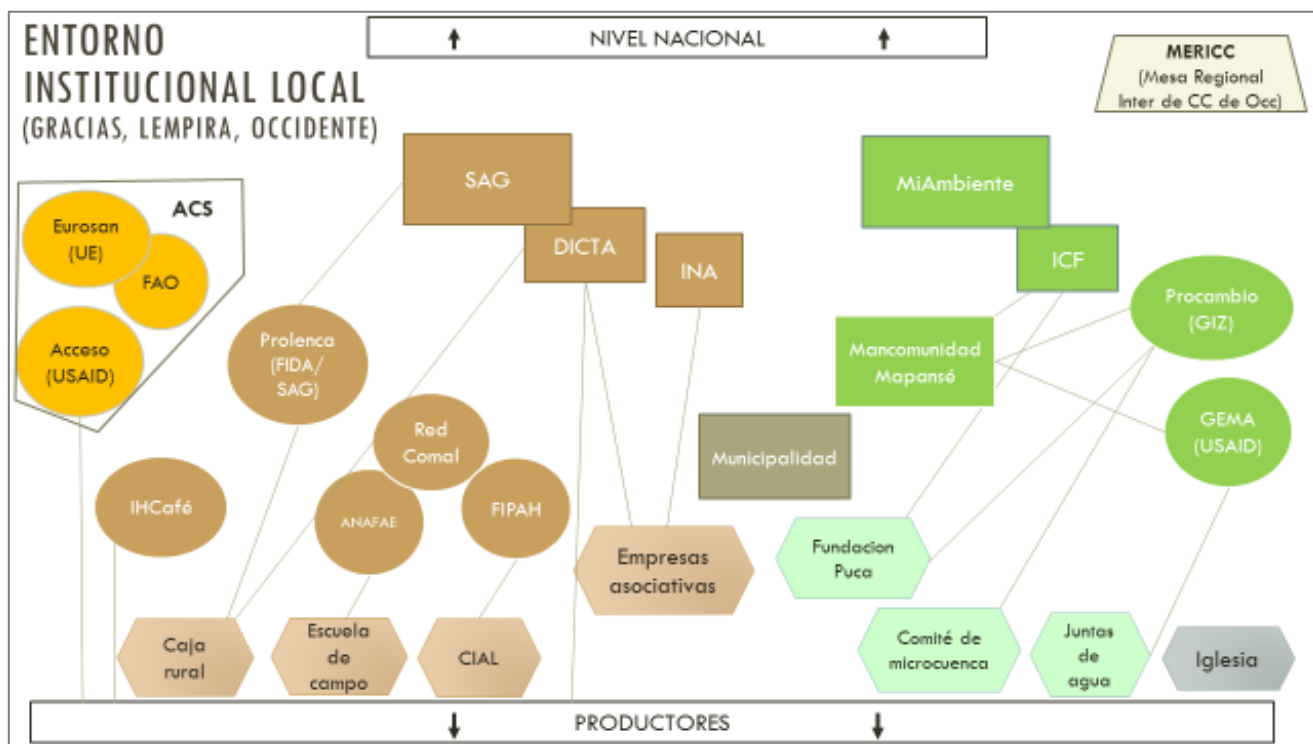 ENTORNO
INSTITUCIONAL LOCAL
(GRACIAS, LEMPIRA, OCCIDENTE)
NIVEL NACIONAL
MERICC
(Mesa Regional
Inter de CC de Occ)
ACS
Eurosan
(UE)
FAO
Acceso
(USAID)
SAG
DICTA
INA
MiAmbiente
ICF
Prolenca
(FIDA/
SAG)
Mancomunidad
Mapansé
Procambio
(GIZ)
GEMA
(USAID)
Red
Comal
Municipalidad
IHCafé
ANAFAE
FIPAH
Empresas
asociativas
Fundacion
Puca
Caja
rural
Escuela
de
campo
CIAL
Comité de
microcuenca
Juntas
de
agua
Iglesia
PRODUCTORES